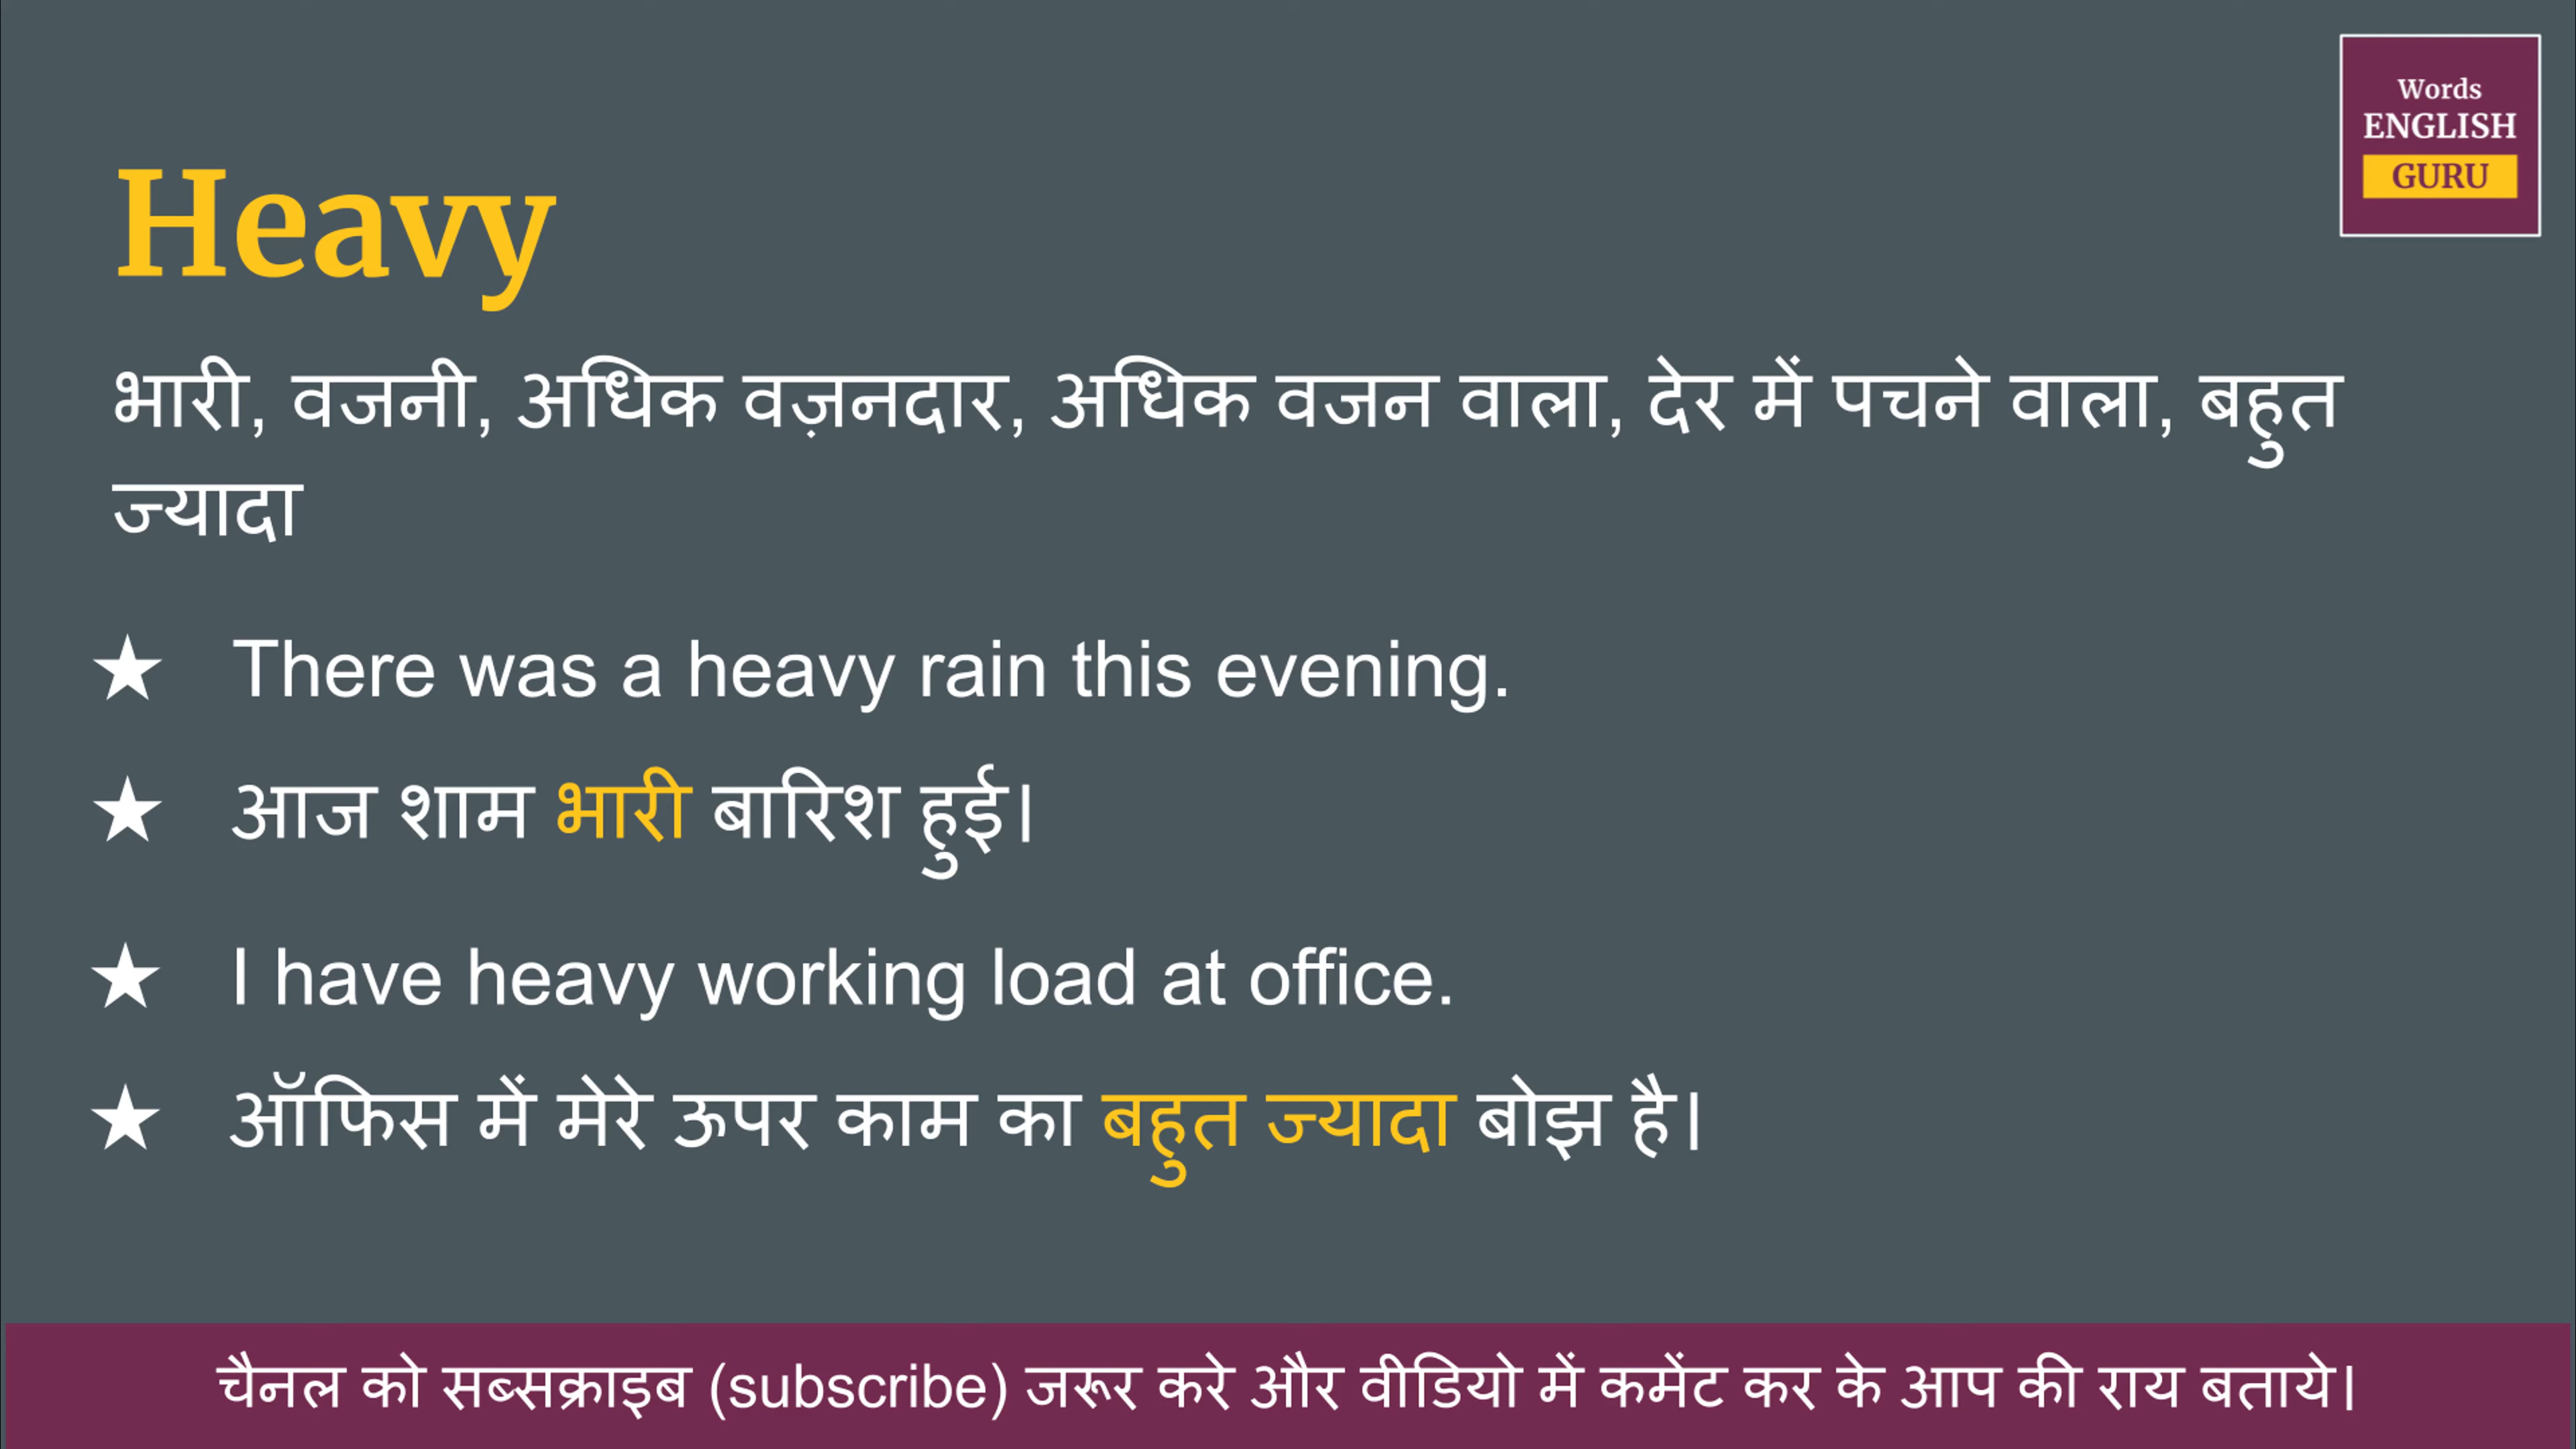 Words
ENGLISH
GURU
Heavy
भारी, वजनी, अधिक वज़नदार, अधिक वजन वाला, देर में पचने वाला, बहुत
ज्यादा
★ There was a heavy rain this evening.
★ आज शाम भारी बारिश हुई।
★ I have heavy working load at office.
★ ऑफिस में मेरे ऊपर काम का बहुत ज्यादा बोझ है।
चैनल को सब्सक्राइब (subscribe) जरूर करे और वीडियो में कमेंट कर के आप की राय बताये।